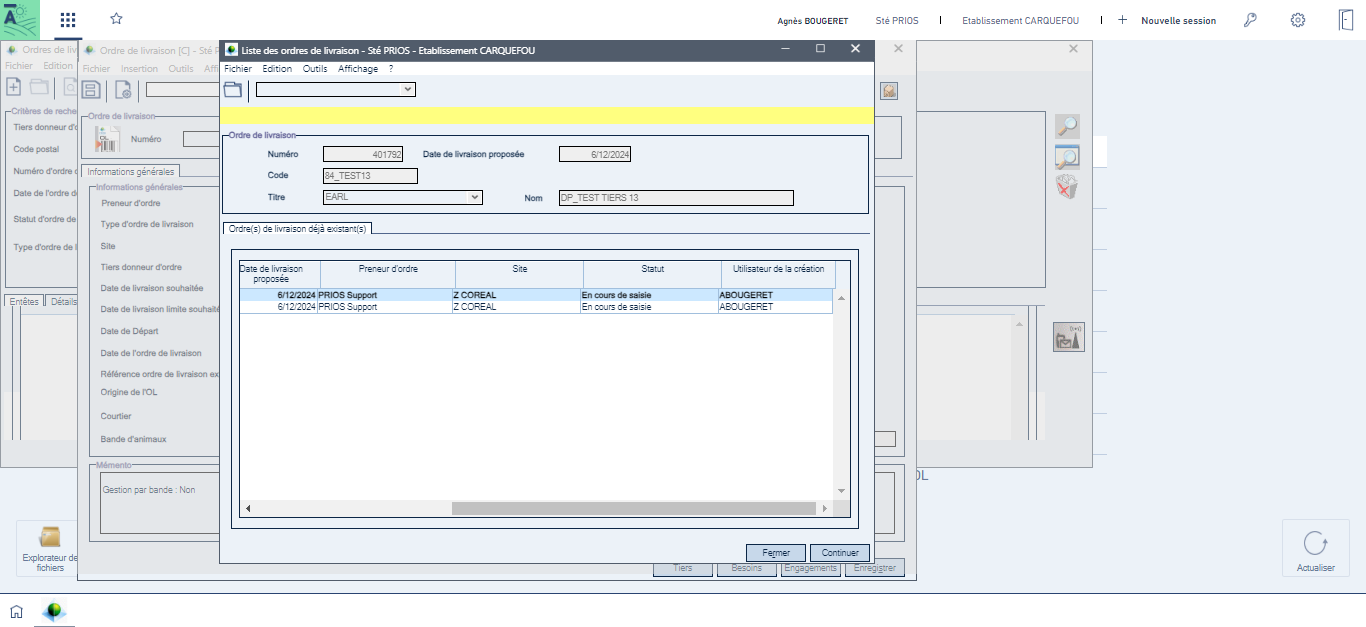 Agnès BOUGERET
Sté PRIOS
Etablissement CARQUEFOU
Nouvelle session
Ordres de liv
Fichier Edition
Critères de reche
Tiers donneur d'o
Code postal
Numéro d'ordre d
Date de l'ordre d
Statut d'ordre de
Type d'ordre de l
Entêtes Détails
Explorateur de
fichiers
Ordre de livraison [C] - Sté P
Fichier Insertion Outils Affi
Ordre de livraison
Numéro
Informations générales
Informations générales
Preneur d'ordre
Type d'ordre de livraison
Site
Tiers donneur d'ordre
Date de livraison souhaitée
Date de livraison limite souhaité
Date de Départ
Date de l'ordre de livraison
Référence ordre de livraison ex
Origine de l'OL
Courtier
Bande d'animaux
Mémento
Gestion par bande : Non
Liste des ordres de livraison - Sté PRIOS - Etablissement CARQUEFOU
Fichier Edition Outils Affichage ?
Ordre de livraison
Numéro 401792 Date de livraison proposée 6/12/2024
Code 84_TEST13
Titre EARL Nom DP_TEST TIERS 13
Ordre(s) de livraison déjà existant(s)
Date de livraison proposée Preneur d'ordre Site Statut Utilisateur de la création
6/12/2024 PRIOS Support Z COREAL En cours de saisie ABOUGERET
6/12/2024 PRIOS Support Z COREAL En cours de saisie ABOUGERET
Fermer Continuer
Tiers Besoins Engagements Enregistrer
OL
Actualiser